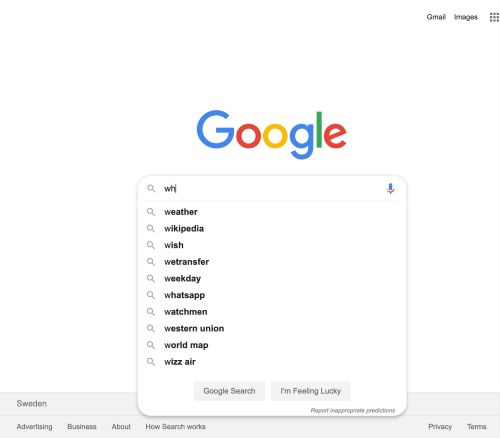 Gmail Images
Google
wh
weather
wikipedia
wish
wetransfer
weekday
whatsapp
watchmen
western union
world map
wizz air
Google Search I'm Feeling Lucky
Report inappropriate predictions
Sweden
Advertising Business About How Search works Privacy Terms